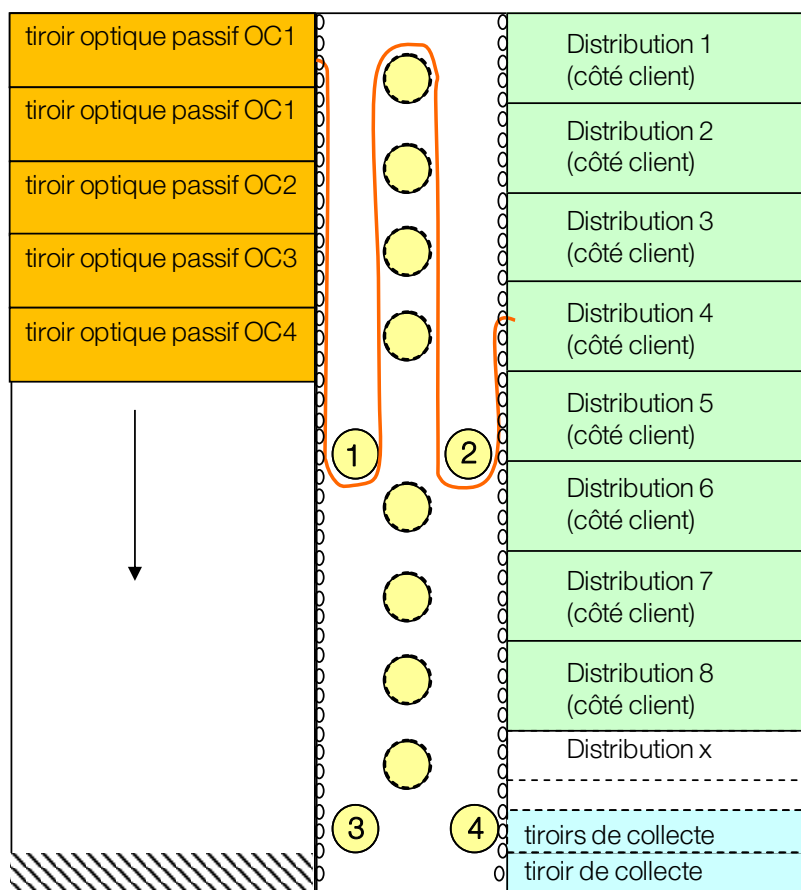 tiroir optique passif OC1
tiroir optique passif OC1
tiroir optique passif OC2
tiroir optique passif OC3
tiroir optique passif OC4
1
2
3
4
Distribution 1
(côté client)
Distribution 2
(côté client)
Distribution 3
(côté client)
Distribution 4
(côté client)
Distribution 5
(côté client)
Distribution 6
(côté client)
Distribution 7
(côté client)
Distribution 8
(côté client)
Distribution x
tiroirs de collecte
tiroir de collecte